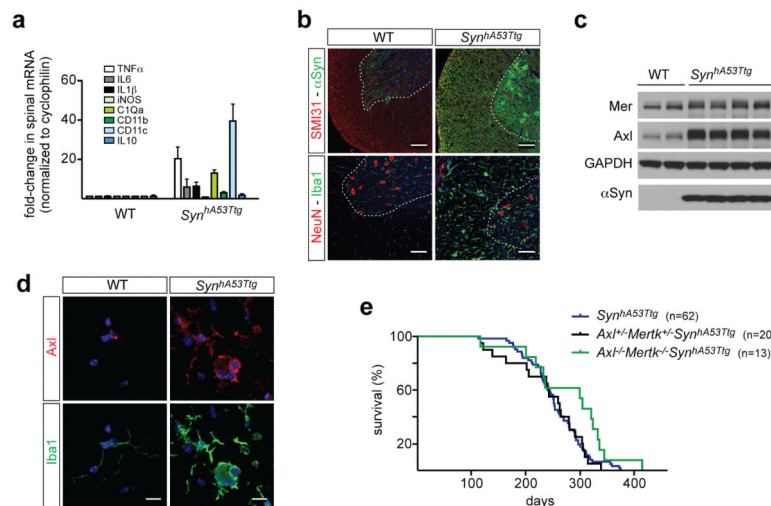 a
fold-change in spinal mRNA
(normalized to cyclophilin)
60
40
20
TNFα
IL6
IL1β
iNOS
C1Qa
CD11b
CD11c
IL10
WT
SynhA53Ttg
b
WT
SynhA53Ttg
SMI31 - αSyn
NeuN - Iba1
c
WT
SynhA53Ttg
Mer
Axl
GAPDH
αSyn
d
WT
SynhA53Ttg
Axl
Iba1
e
SynhA53Ttg (n=62)
Axl+/-Mertk+/-SynhA53Ttg (n=20
Axl-/-Mertk-/-SynhA53Ttg (n=13)
survival (%)
100
60
20
100
200
300
400
days